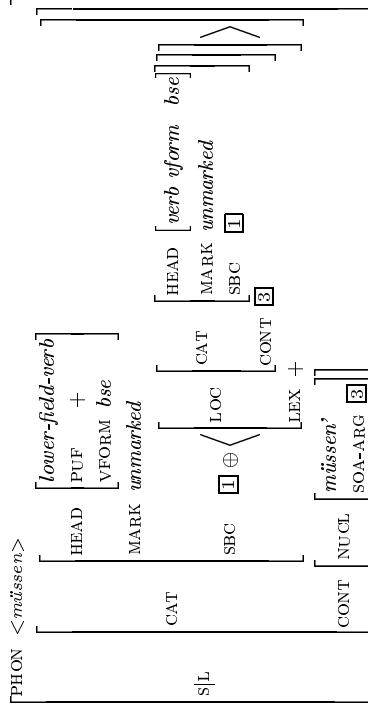 PHON <müssen>
lower-field-verb
HEAD PUF +
VFORM bse
MARK unmarked
CAT HEAD [verb vform bse]
S|L LOC CAT MARK unmarked
SBC 1 ⊕ < SBC 1 >
CONT 3
LEX +
müssen'
CONT NUCL
SOA-ARG 3